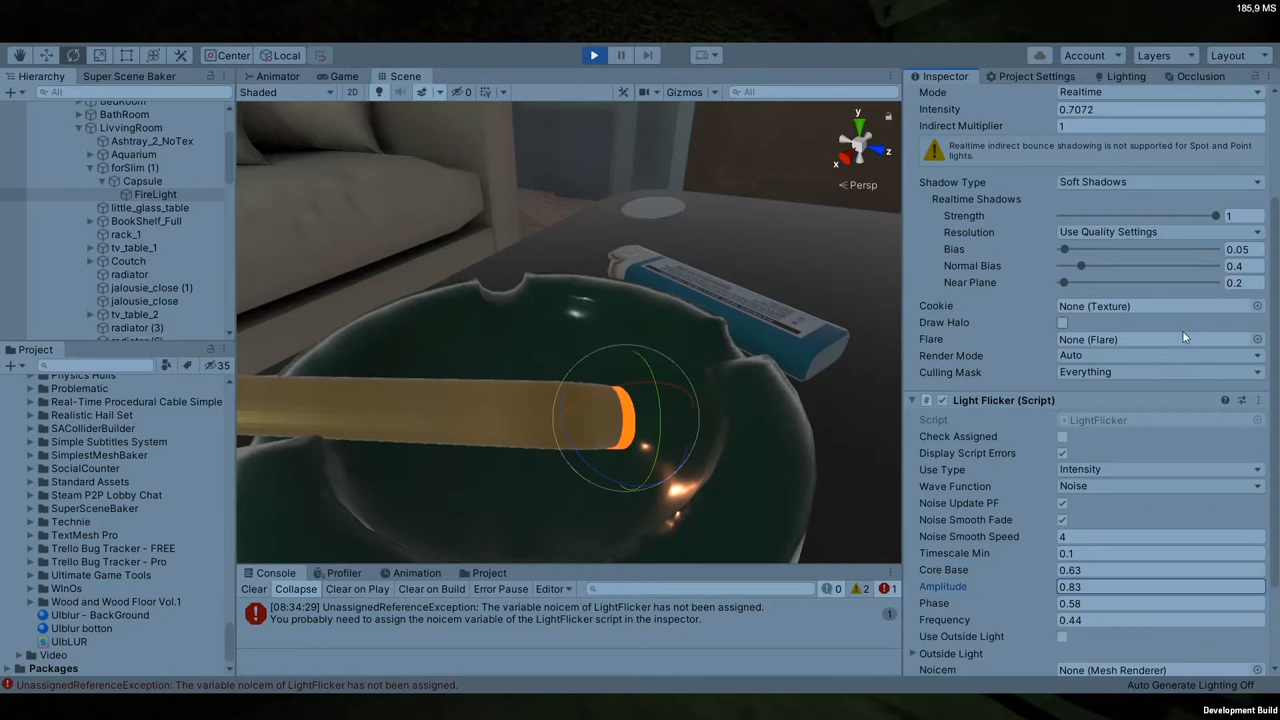 185,9 MS
Center
Local
Account
Layers
Layout
Hierarchy
Super Scene Baker
Animator
Game
Scene
Inspector
Project Settings
Lighting
Occlusion
All
Shaded
2D
0
Gizmos
All
Mode
Realtime
Intensity
0.7072
Indirect Multiplier
1
Realtime indirect bounce shadowing is not supported for Spot and Point
lights.
Shadow Type
Soft Shadows
Realtime Shadows
Strength
1
Resolution
Use Quality Settings
Bias
0.05
Normal Bias
0.4
Near Plane
0.2
Cookie
None (Texture)
Draw Halo
Flare
None (Flare)
Render Mode
Auto
Culling Mask
Everything
Light Flicker (Script)
Script
LightFlicker
Check Assigned
Display Script Errors
Use Type
Intensity
Wave Function
Noise
Noise Update PF
Noise Smooth Fade
Noise Smooth Speed
4
Timescale Min
0.1
Core Base
0.63
Amplitude
0.83
Phase
0.58
Frequency
0.44
Use Outside Light
Outside Light
Noicem
None (Mesh Renderer)
BedRoom
BathRoom
LivvingRoom
Ashtray_2_NoTex
Aquarium
forSlim (1)
Capsule
FireLight
little_glass_table
BookShelf_Full
rack_1
tv_table_1
Coutch
radiator
jalousie_close (1)
jalousie_close
tv_table_2
radiator (3)
y
x
z
Persp
Project
35
Physics Hulls
Problematic
Real-Time Procedural Cable Simple
Realistic Hail Set
SAColliderBuilder
Simple Subtitles System
SimplestMeshBaker
SocialCounter
Standard Assets
Steam P2P Lobby Chat
SuperSceneBaker
Technie
TextMesh Pro
Trello Bug Tracker - FREE
Trello Bug Tracker - Pro
Ultimate Game Tools
WinOs
Wood and Wood Floor Vol.1
UIblur - BackGround
UIblur botton
UIbLUR
Video
Packages
Console
Profiler
Animation
Project
Clear
Collapse
Clear on Play
Clear on Build
Error Pause
Editor
0
2
1
[08:34:29] UnassignedReferenceException: The variable noicem of LightFlicker has not been assigned.
You probably need to assign the noicem variable of the LightFlicker script in the inspector.
1
UnassignedReferenceException: The variable noicem of LightFlicker has not been assigned.
Auto Generate Lighting Off
Development Build